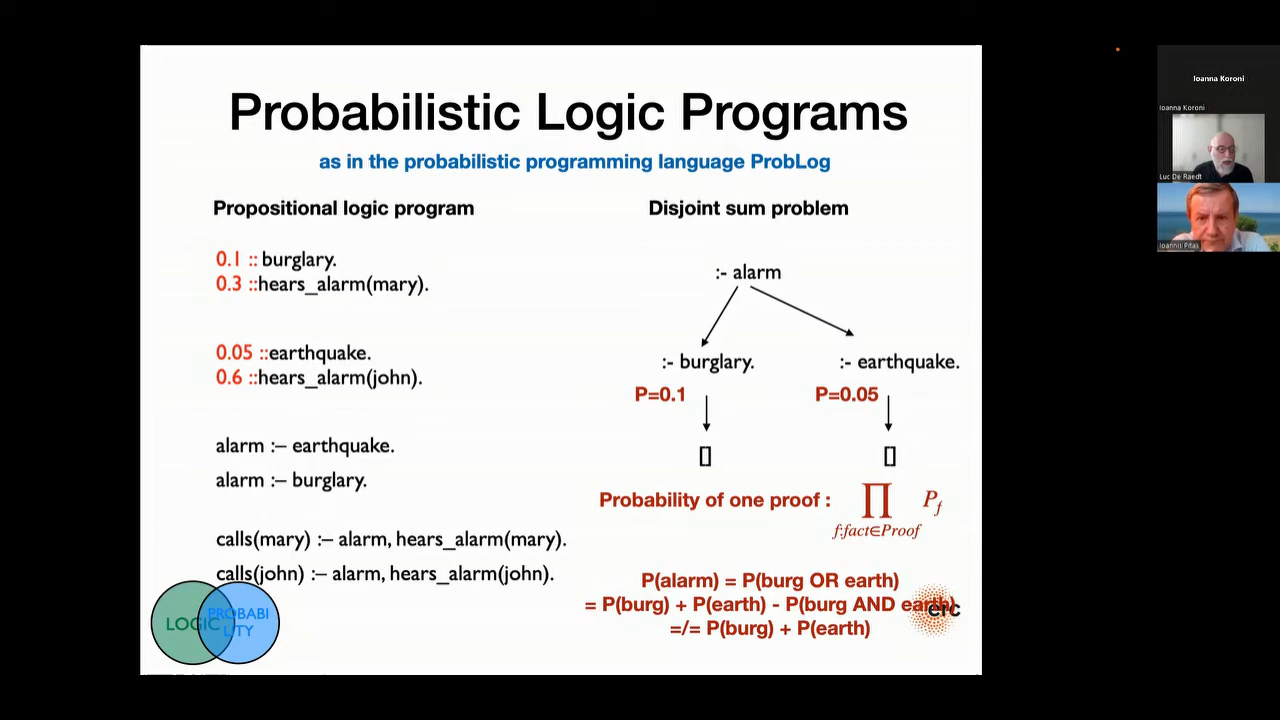 Probabilistic Logic Programs
as in the probabilistic programming language ProbLog
Propositional logic program
0.1 :: burglary.
0.3 ::hears_alarm(mary).
0.05 ::earthquake.
0.6 ::hears_alarm(john).
alarm :– earthquake.
alarm :– burglary.
calls(mary) :– alarm, hears_alarm(mary).
calls(john) :– alarm, hears_alarm(john).
LOGIC
PROBABI
LITY
Disjoint sum problem
:- alarm
:- burglary. :- earthquake.
P=0.1 P=0.05
[] []
Probability of one proof : ∏ P_f
f:fact∈Proof
P(alarm) = P(burg OR earth)
= P(burg) + P(earth) - P(burg AND earth)
=/= P(burg) + P(earth)
erc
Ioanna Koroni
Ioanna Koroni
Luc De Raedt
Ioannis Pitas